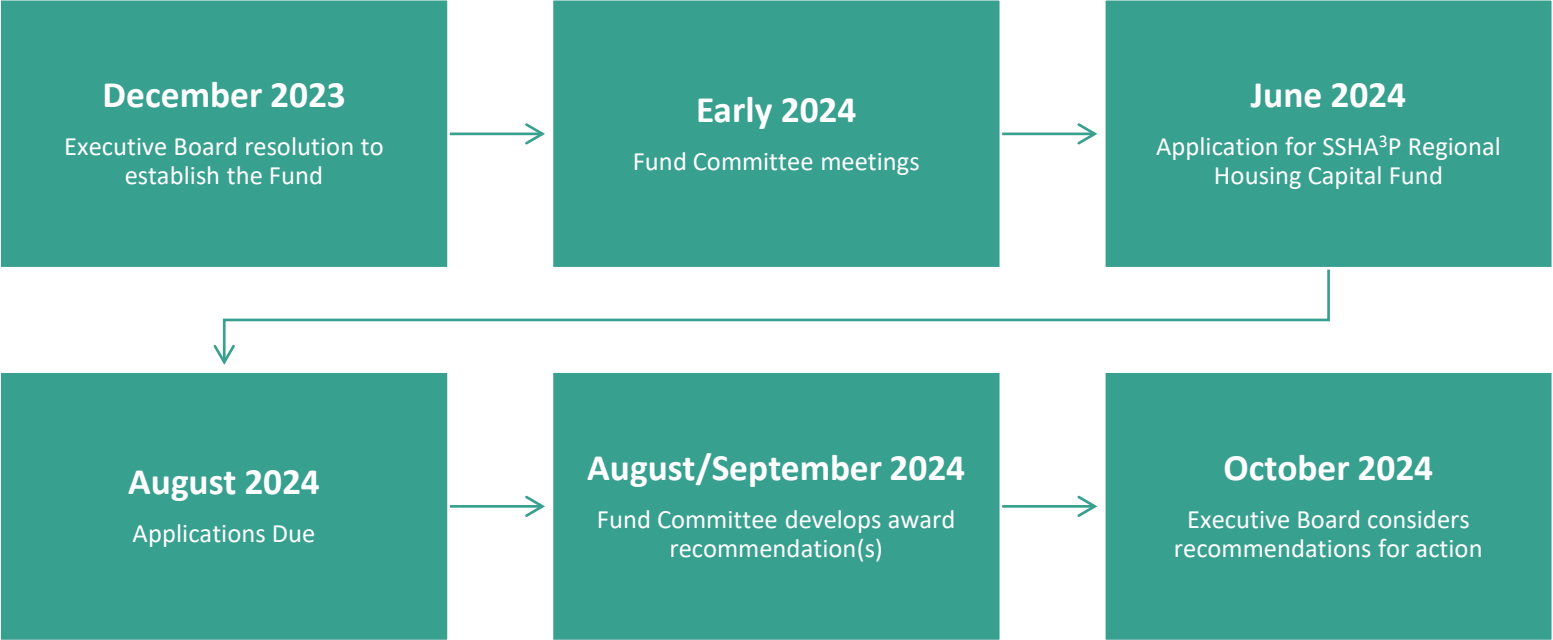 December 2023
Executive Board resolution to
establish the Fund
Early 2024
Fund Committee meetings
June 2024
Application for SSHA³P Regional
Housing Capital Fund
August 2024
Applications Due
August/September 2024
Fund Committee develops award
recommendation(s)
October 2024
Executive Board considers
recommendations for action